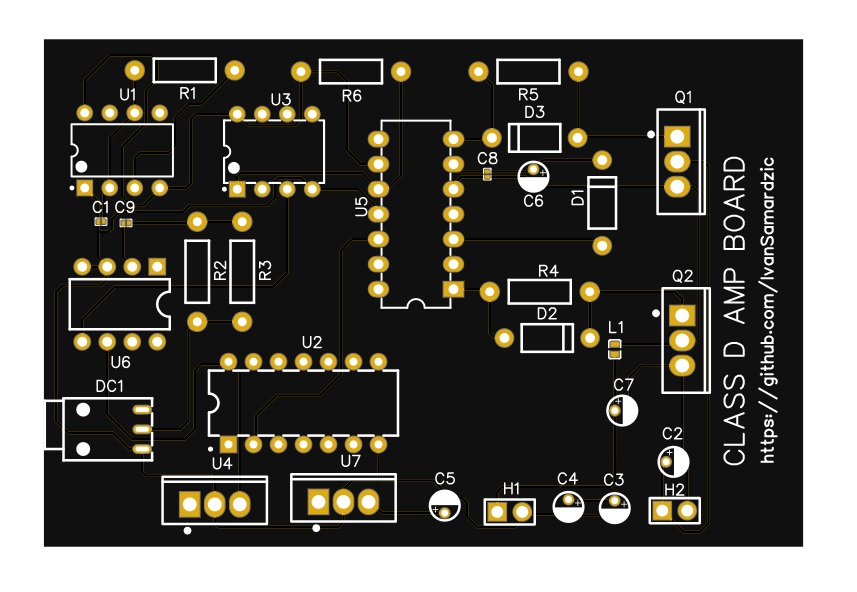 Q1
U1
R1
U3
R6
R5
D3
C8
C6
D1
U5
C1
C9
R2
R3
R4
D2
L1
Q2
U6
U2
DC1
C7
C2
U4
U7
C5
H1
C4
C3
H2
CLASS D AMP BOARD
https://github.com/IvanSamardzic